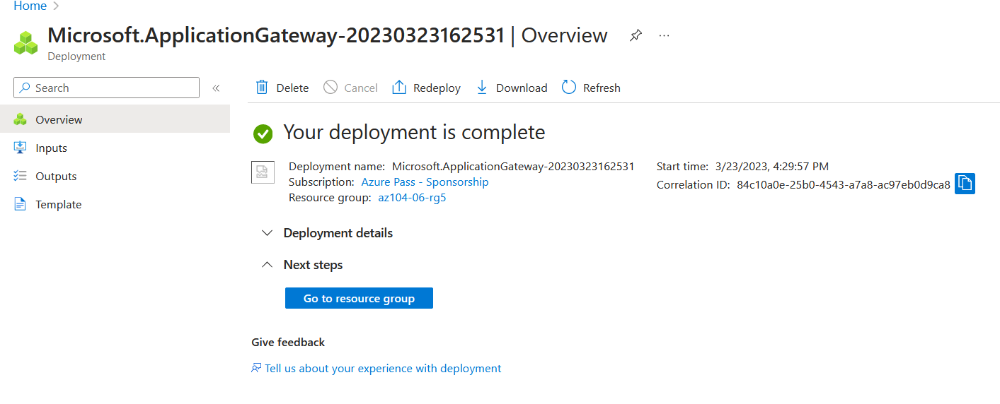 Home
Microsoft.ApplicationGateway-20230323162531 | Overview
Deployment
Search
Delete Cancel Redeploy Download Refresh
Overview
Inputs
Outputs
Template
Your deployment is complete
Deployment name: Microsoft.ApplicationGateway-20230323162531
Subscription: Azure Pass - Sponsorship
Resource group: az104-06-rg5
Start time: 3/23/2023, 4:29:57 PM
Correlation ID: 84c10a0e-25b0-4543-a7a8-ac97eb0d9ca8
Deployment details
Next steps
Go to resource group
Give feedback
Tell us about your experience with deployment